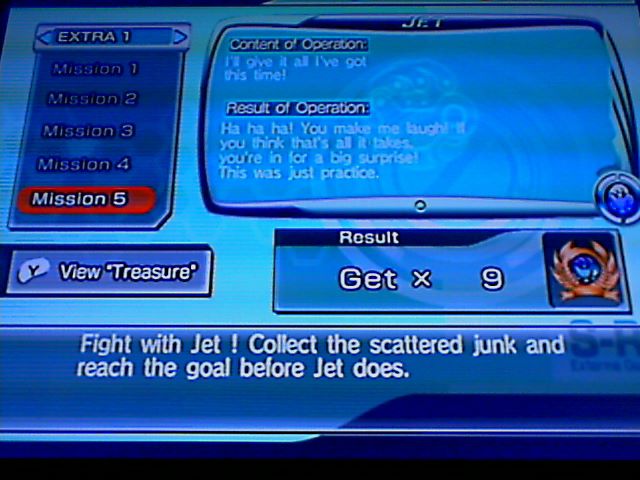 JET
EXTRA 1
Mission 1
Mission 2
Mission 3
Mission 4
Mission 5
Content of Operation:
I'll give it all I've got
this time!
Result of Operation:
Ha ha ha! You make me laugh! If
you think that's all it takes,
you're in for a big surprise!
This was just practice.
Y View "Treasure"
Result
Get × 9
Fight with Jet ! Collect the scattered junk and
reach the goal before Jet does.
S-R
Extreme